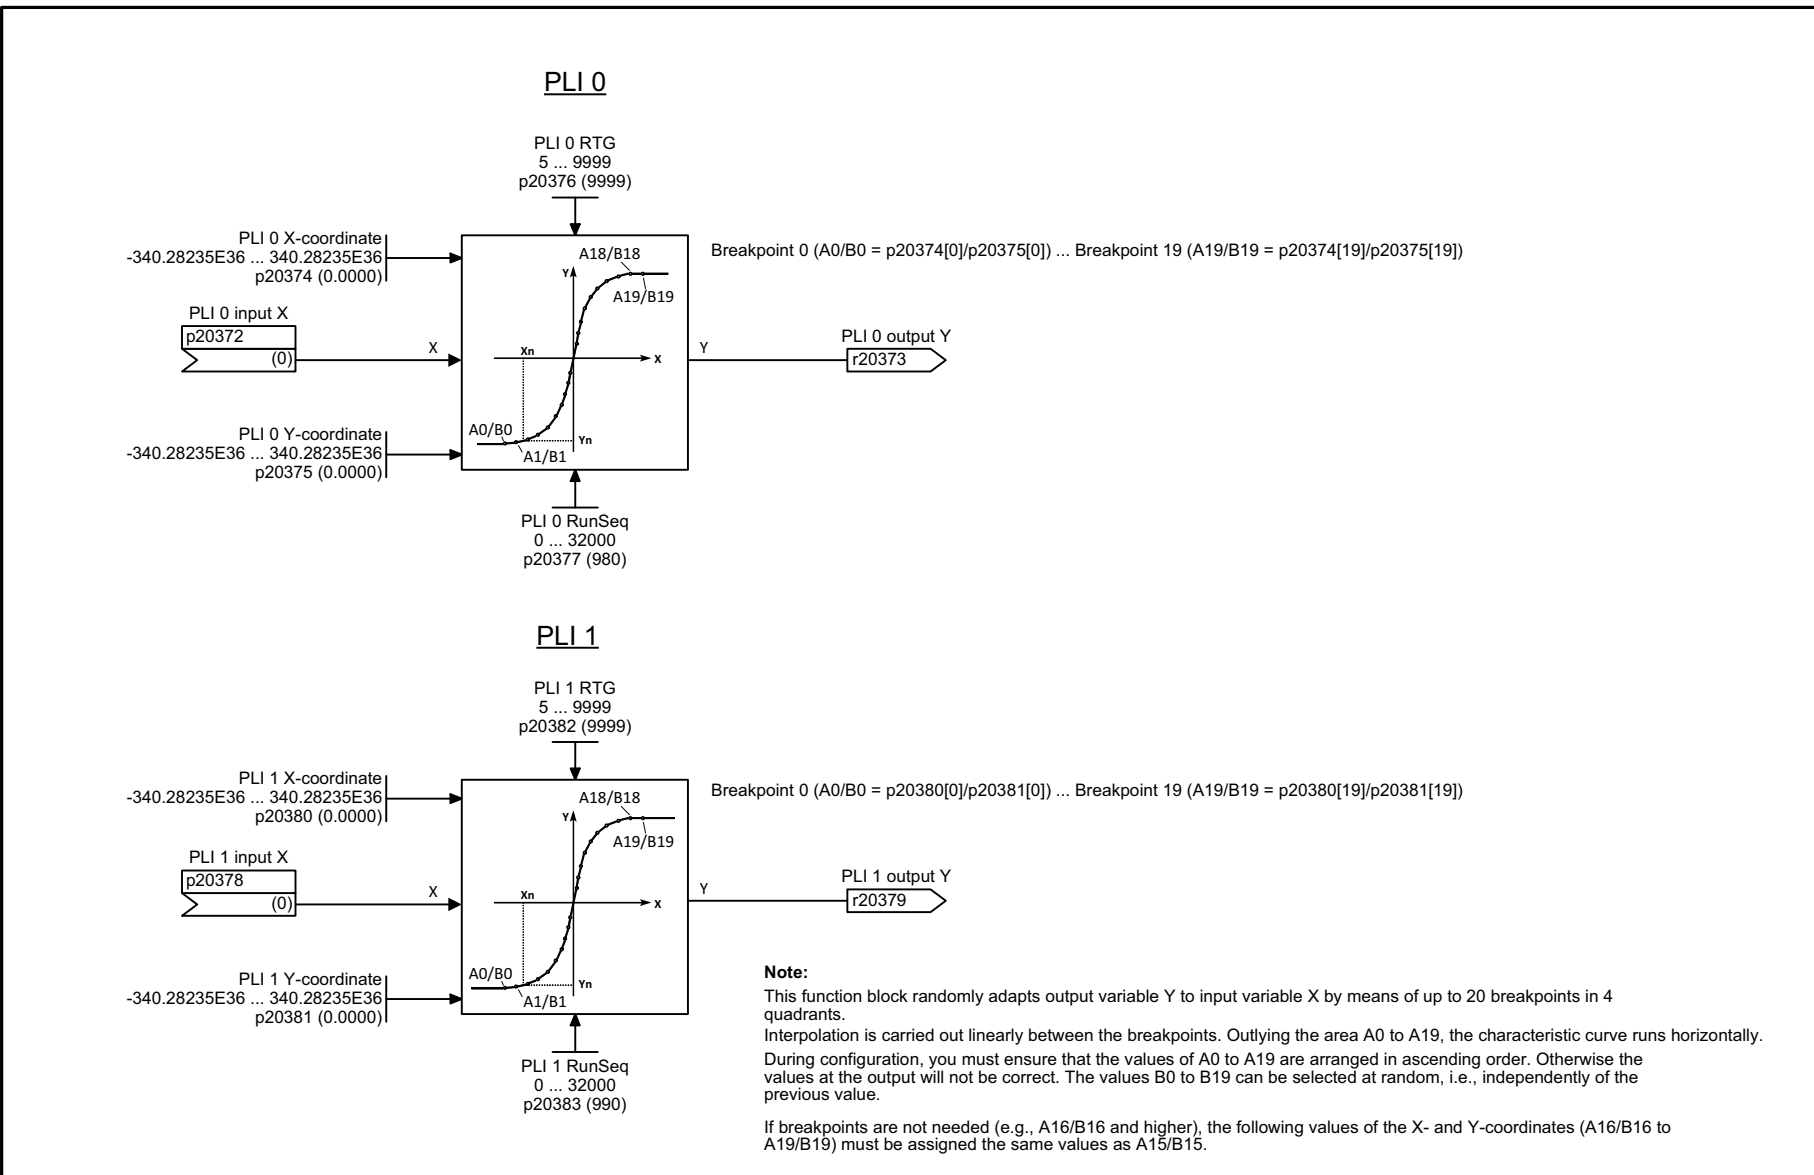 PLI 0
PLI 0 RTG
5 ... 9999
p20376 (9999)
PLI 0 X-coordinate
-340.28235E36 ... 340.28235E36
p20374 (0.0000)
PLI 0 input X
p20372
(0)
X
PLI 0 Y-coordinate
-340.28235E36 ... 340.28235E36
p20375 (0.0000)
A18/B18
Y
A19/B19
Xn
X
A0/B0
Yn
A1/B1
Breakpoint 0 (A0/B0 = p20374[0]/p20375[0]) ... Breakpoint 19 (A19/B19 = p20374[19]/p20375[19])
Y
PLI 0 output Y
r20373
PLI 0 RunSeq
0 ... 32000
p20377 (980)
PLI 1
PLI 1 RTG
5 ... 9999
p20382 (9999)
PLI 1 X-coordinate
-340.28235E36 ... 340.28235E36
p20380 (0.0000)
PLI 1 input X
p20378
(0)
X
PLI 1 Y-coordinate
-340.28235E36 ... 340.28235E36
p20381 (0.0000)
A18/B18
Y
A19/B19
Xn
X
A0/B0
Yn
A1/B1
Breakpoint 0 (A0/B0 = p20380[0]/p20381[0]) ... Breakpoint 19 (A19/B19 = p20380[19]/p20381[19])
Y
PLI 1 output Y
r20379
PLI 1 RunSeq
0 ... 32000
p20383 (990)
Note:
This function block randomly adapts output variable Y to input variable X by means of up to 20 breakpoints in 4
quadrants.
Interpolation is carried out linearly between the breakpoints. Outlying the area A0 to A19, the characteristic curve runs horizontally.
During configuration, you must ensure that the values of A0 to A19 are arranged in ascending order. Otherwise the
values at the output will not be correct. The values B0 to B19 can be selected at random, i.e., independently of the
previous value.
If breakpoints are not needed (e.g., A16/B16 and higher), the following values of the X- and Y-coordinates (A16/B16 to
A19/B19) must be assigned the same values as A15/B15.